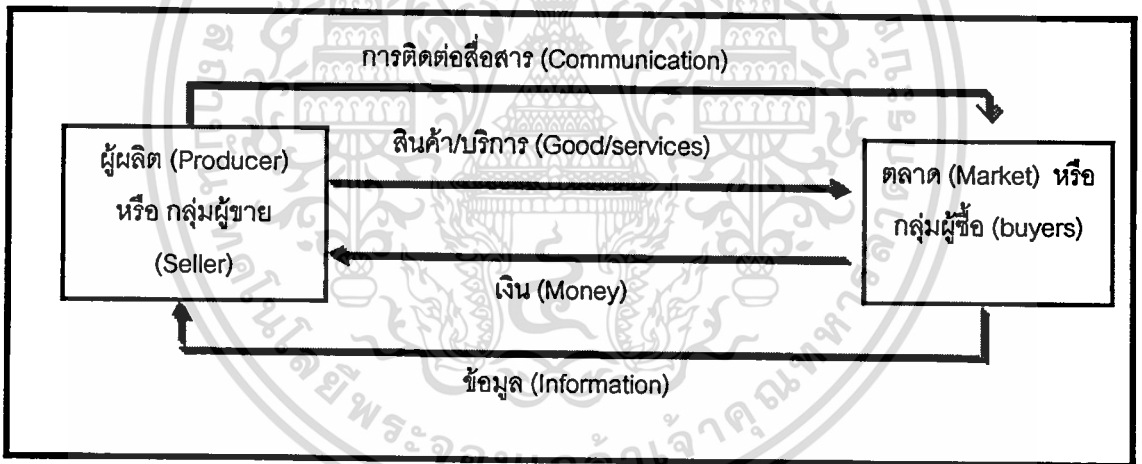 การติดต่อสื่อสาร (Communication)
สินค้า/บริการ (Good/services)
ผู้ผลิต (Producer)
หรือ กลุ่มผู้ขาย
(Seller)
ตลาด (Market) หรือ
กลุ่มผู้ซื้อ (buyers)
เงิน (Money)
ข้อมูล (Information)